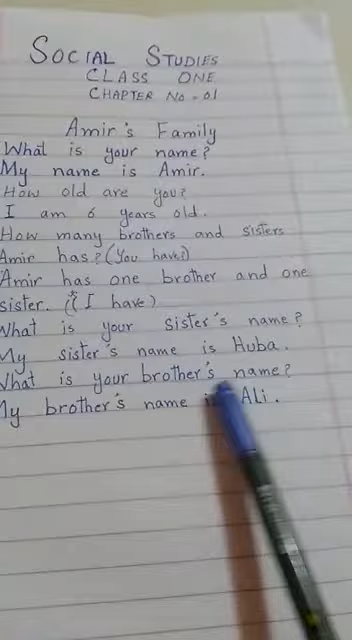 SOCIAL STUDIES
CLASS ONE
CHAPTER No - 01
Amir's Family
What is your name?
My name is Amir.
How old are you?
I am 6 years old.
How many brothers and sisters
Amir has? (You have?)
Amir has one brother and one
sister. (I have)
What is your sister's name?
My sister's name is Huba.
What is your brother's name?
My brother's name is Ali.